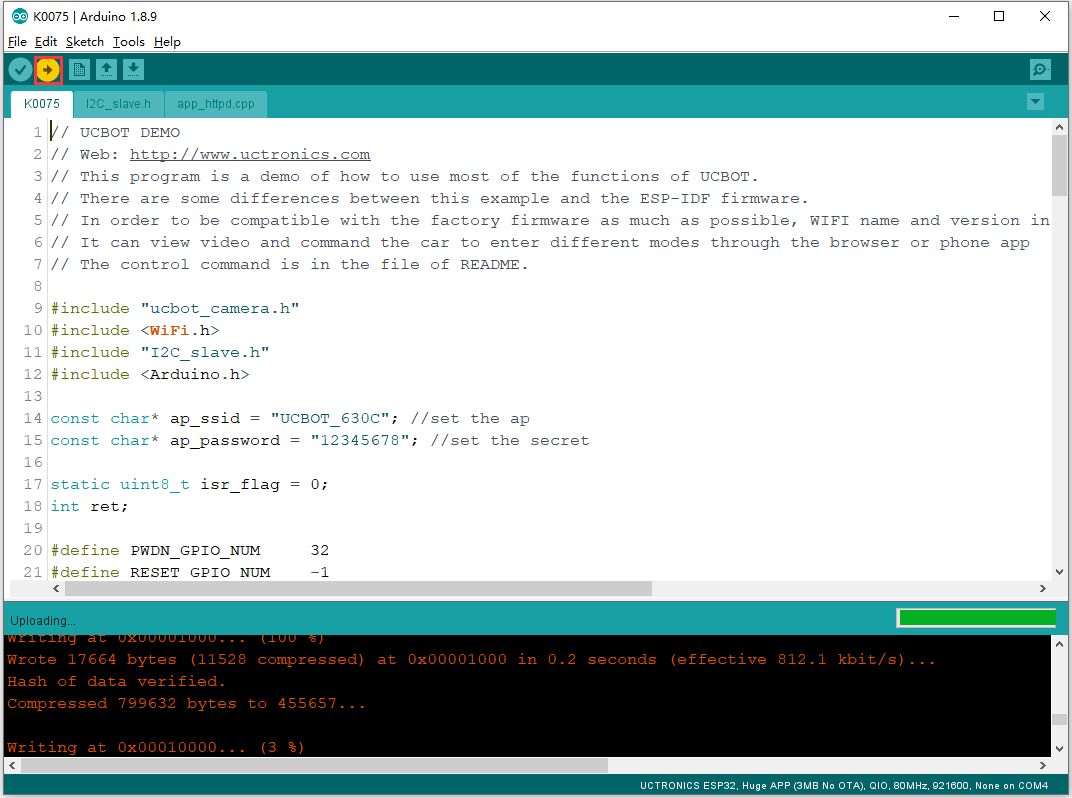 K0075 | Arduino 1.8.9
File Edit Sketch Tools Help
K0075 I2C_slave.h app_httpd.cpp
1 // UCBOT DEMO
2 // Web: http://www.uctronics.com
3 // This program is a demo of how to use most of the functions of UCBOT.
4 // There are some differences between this example and the ESP-IDF firmware.
5 // In order to be compatible with the factory firmware as much as possible, WIFI name and version in
6 // It can view video and command the car to enter different modes through the browser or phone app
7 // The control command is in the file of README.
8
9 #include "ucbot_camera.h"
10 #include <WiFi.h>
11 #include "I2C_slave.h"
12 #include <Arduino.h>
13
14 const char* ap_ssid = "UCBOT_630C"; //set the ap
15 const char* ap_password = "12345678"; //set the secret
16
17 static uint8_t isr_flag = 0;
18 int ret;
19
20 #define PWDN_GPIO_NUM     32
21 #define RESET_GPIO_NUM    -1
Uploading...
Writing at 0x00001000... (100 %)
Wrote 17664 bytes (11528 compressed) at 0x00001000 in 0.2 seconds (effective 812.1 kbit/s)...
Hash of data verified.
Compressed 799632 bytes to 455657...
Writing at 0x00010000... (3 %)
UCTRONICS ESP32, Huge APP (3MB No OTA), QIO, 80MHz, 921600, None on COM4